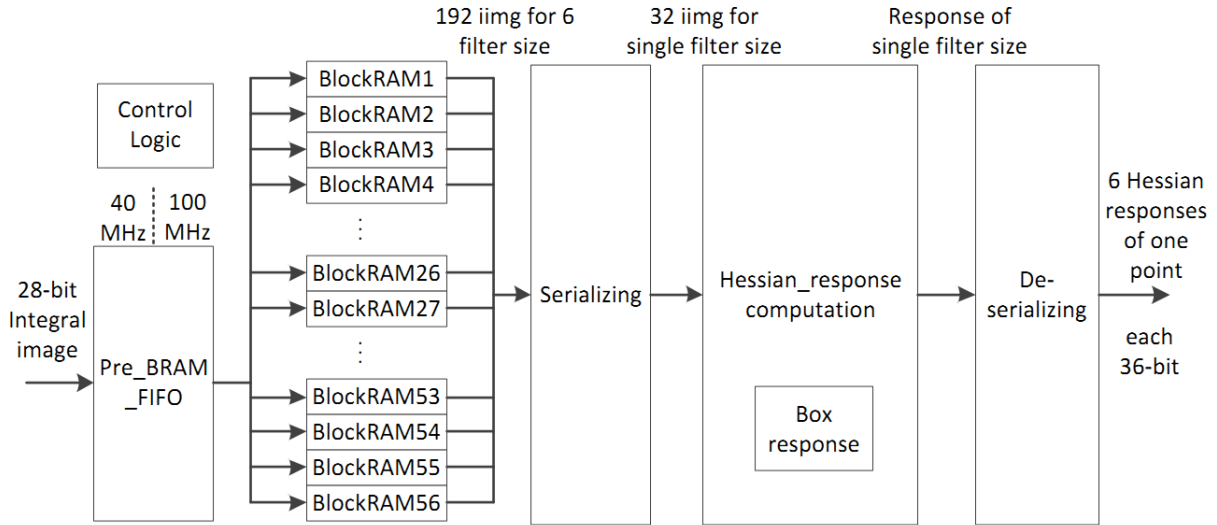 192 iimg for 6
filter size
32 iimg for
single filter size
Response of
single filter size
Control
Logic
40
MHz
100
MHz
28-bit
Integral
image
Pre_BRAM
_FIFO
BlockRAM1
BlockRAM2
BlockRAM3
BlockRAM4
...
BlockRAM26
BlockRAM27
...
BlockRAM53
BlockRAM54
BlockRAM55
BlockRAM56
Serializing
Hessian_response
computation
Box
response
De-
serializing
6 Hessian
responses
of one
point
each
36-bit